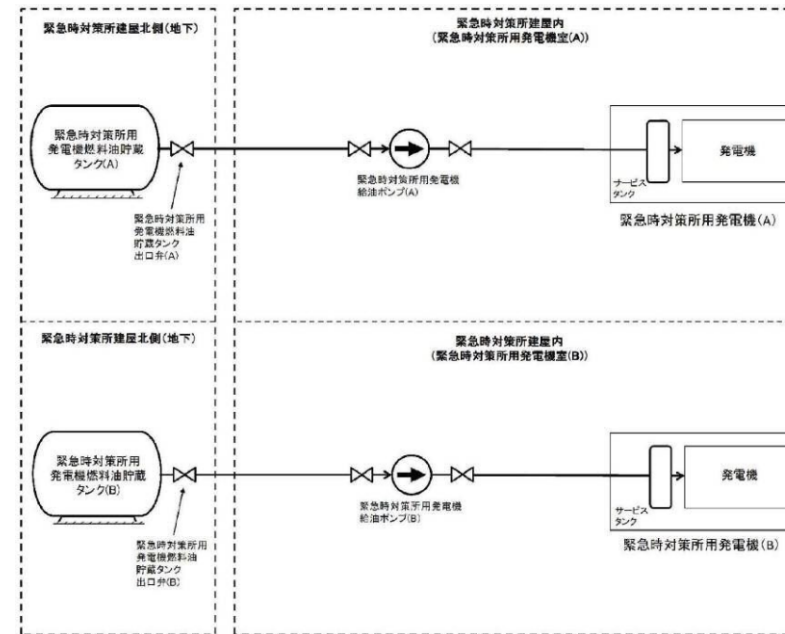 緊急時対策所建屋北側(地下)
緊急時対策所建屋内
(緊急時対策所用発電機室(A))
緊急時対策所用
発電機燃料油貯蔵
タンク(A)
緊急時対策所用
発電機燃料油
貯蔵タンク
出口弁(A)
緊急時対策所用発電機
給油ポンプ(A)
サービス
タンク
発電機
緊急時対策所用発電機(A)
緊急時対策所建屋北側(地下)
緊急時対策所建屋内
(緊急時対策所用発電機室(B))
緊急時対策所用
発電機燃料油貯蔵
タンク(B)
緊急時対策所用
発電機燃料油
貯蔵タンク
出口弁(B)
緊急時対策所用発電機
給油ポンプ(B)
サービス
タンク
発電機
緊急時対策所用発電機(B)